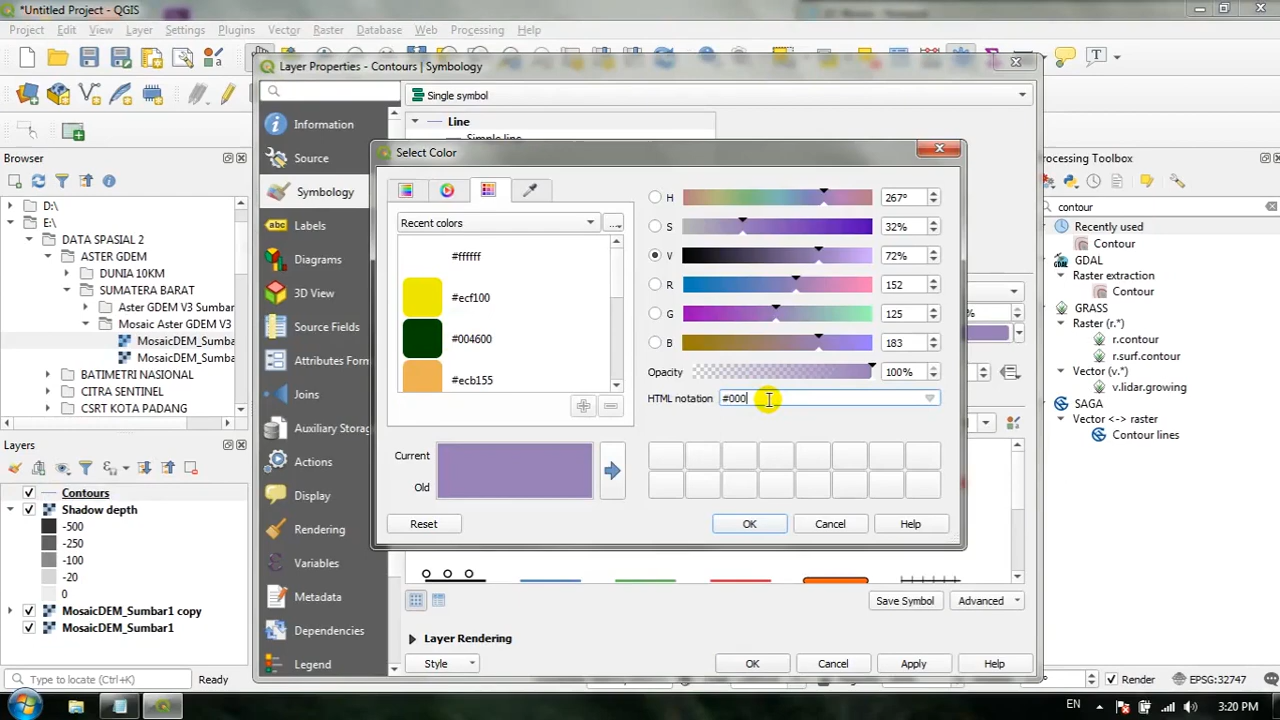 *Untitled Project - QGIS
Project Edit View Layer Settings Plugins Vector Raster Database Web Processing Help
Layer Properties - Contours | Symbology
Single symbol
Line
Information
Source
Symbology
Labels
Diagrams
3D View
Source Fields
Attributes Form
Joins
Auxiliary Storag
Actions
Display
Rendering
Variables
Metadata
Dependencies
Legend
Select Color
Recent colors
...
#ffffff
#ecf100
#004600
#ecb155
H 267°
S 32%
V 72%
R 152
G 125
B 183
Opacity 100%
HTML notation #000
Current
Old
Reset OK Cancel Help
Save Symbol Advanced
Layer Rendering
Style OK Cancel Apply Help
Browser
D:\
E:\
DATA SPASIAL 2
ASTER GDEM
DUNIA 10KM
SUMATERA BARAT
Aster GDEM V3 Sumbar
Mosaic Aster GDEM V3
MosaicDEM_Sumba
MosaicDEM_Sumba
BATIMETRI NASIONAL
CITRA SENTINEL
CSRT KOTA PADANG
Layers
Contours
Shadow depth
-500
-250
-100
-20
0
MosaicDEM_Sumbar1 copy
MosaicDEM_Sumbar1
Processing Toolbox
contour
Recently used
Contour
GDAL
Raster extraction
Contour
GRASS
Raster (r.*)
r.contour
r.surf.contour
Vector (v.*)
v.lidar.growing
SAGA
Vector <-> raster
Contour lines
Type to locate (Ctrl+K) Ready
Render EPSG:32747
EN 3:20 PM